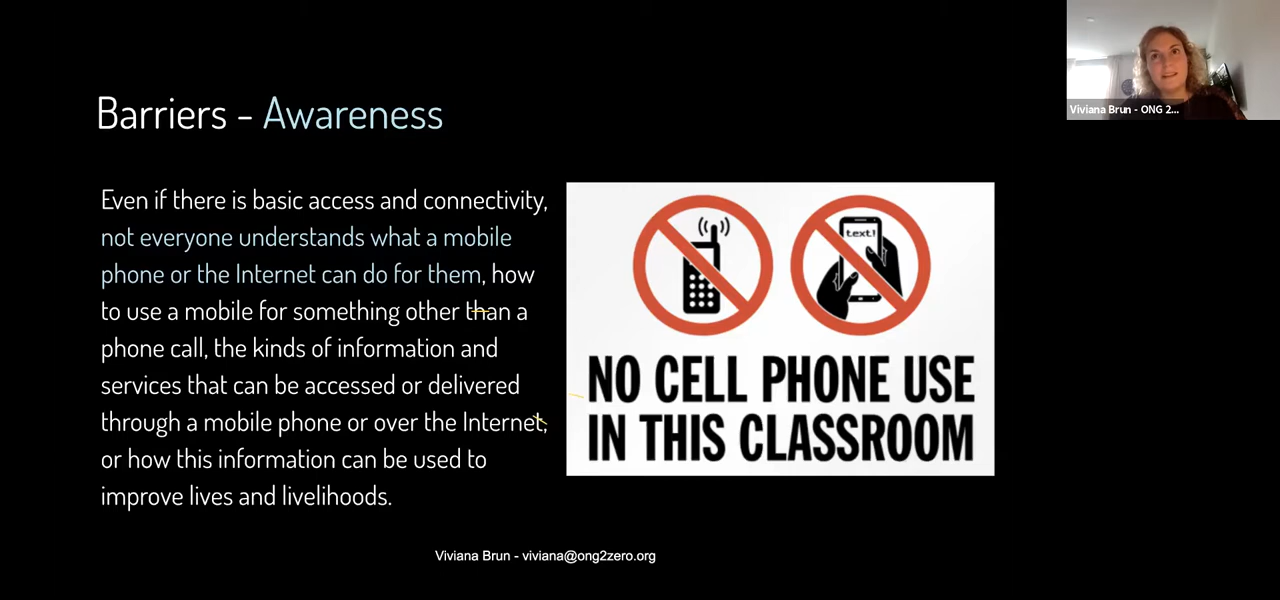 Barriers - Awareness
Even if there is basic access and connectivity,
not everyone understands what a mobile
phone or the Internet can do for them, how
to use a mobile for something other than a
phone call, the kinds of information and
services that can be accessed or delivered
through a mobile phone or over the Internet,
or how this information can be used to
improve lives and livelihoods.
text!
NO CELL PHONE USE
IN THIS CLASSROOM
Viviana Brun - viviana@ong2zero.org
Viviana Brun - ONG 2...